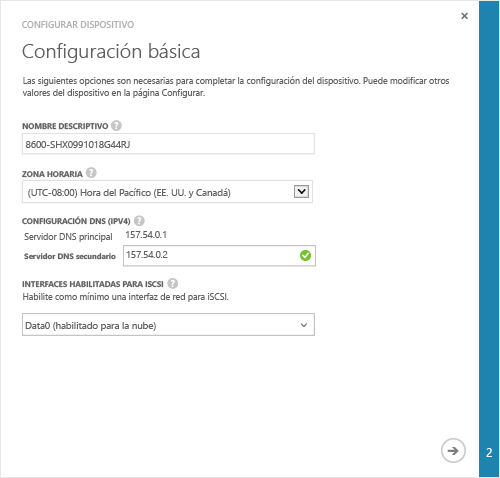 CONFIGURAR DISPOSITIVO
Configuración básica
Las siguientes opciones son necesarias para completar la configuración del dispositivo. Puede modificar otros
valores del dispositivo en la página Configurar.
NOMBRE DESCRIPTIVO ?
8600-SHX0991018G44RJ
ZONA HORARIA ?
(UTC-08:00) Hora del Pacífico (EE. UU. y Canadá)
CONFIGURACIÓN DNS (IPV4) ?
Servidor DNS principal 157.54.0.1
Servidor DNS secundario 157.54.0.2
INTERFACES HABILITADAS PARA ISCSI ?
Habilite como mínimo una interfaz de red para iSCSI.
Data0 (habilitado para la nube)
2